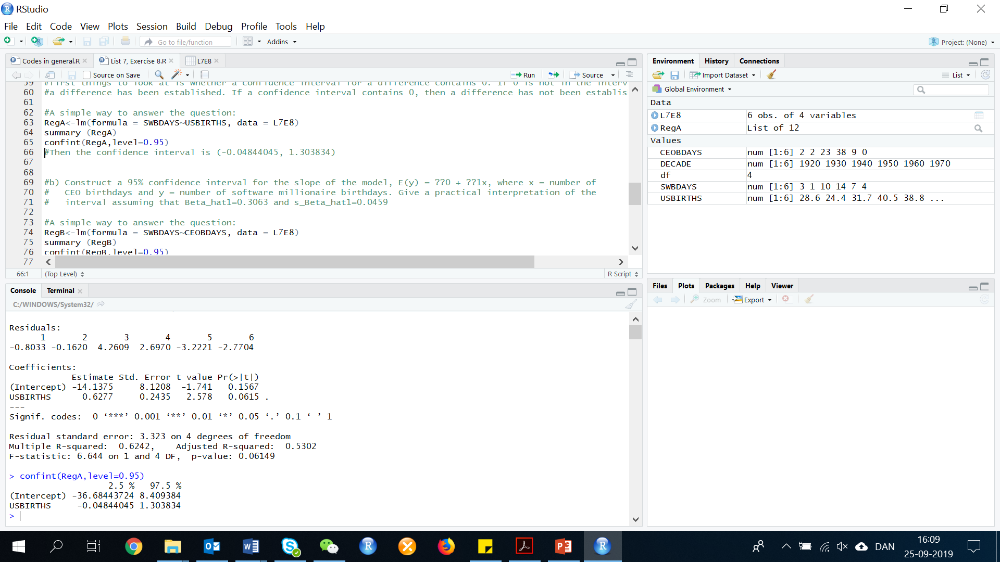 RStudio
File Edit Code View Plots Session Build Debug Profile Tools Help
Go to file/function Addins Project: (None)
Codes in general.R List 7, Exercise 8.R L7E8
Source on Save Run Source
59 #first things to look at is whether a confidence interval for a difference contains 0. If 0 is not in the interv
60 #a difference has been established. If a confidence interval contains 0, then a difference has not been establis
61
62 #A simple way to answer the question:
63 RegA<-lm(formula = SWBDAYS~USBIRTHS, data = L7E8)
64 summary (RegA)
65 confint(RegA,level=0.95)
66 #Then the confidence interval is (-0.04844045, 1.303834)
67
68
69 #b) Construct a 95% confidence interval for the slope of the model, E(y) = ??0 + ??1x, where x = number of
70 #   CEO birthdays and y = number of software millionaire birthdays. Give a practical interpretation of the
71 #   interval assuming that Beta_hat1=0.3063 and s_Beta_hat1=0.0459
72
73 #A simple way to answer the question:
74 RegB<-lm(formula = SWBDAYS~CEOBDAYS, data = L7E8)
75 summary (RegB)
76 confint(RegB,level=0.95)
77
66:1 (Top Level) R Script
Console Terminal
C:/WINDOWS/System32/
Residuals:
1 2 3 4 5 6
-0.8033 -0.1620 4.2609 2.6970 -3.2221 -2.7704
Coefficients:
Estimate Std. Error t value Pr(>|t|)
(Intercept) -14.1375 8.1208 -1.741 0.1567
USBIRTHS 0.6277 0.2435 2.578 0.0615 .
---
Signif. codes:  0 ‘***’ 0.001 ‘**’ 0.01 ‘*’ 0.05 ‘.’ 0.1 ‘ ’ 1
Residual standard error: 3.323 on 4 degrees of freedom
Multiple R-squared:  0.6242,    Adjusted R-squared:  0.5302
F-statistic: 6.644 on 1 and 4 DF,  p-value: 0.06149
> confint(RegA,level=0.95)
2.5 % 97.5 %
(Intercept) -36.68443724 8.409384
USBIRTHS -0.04844045 1.303834
>
Environment History Connections
Import Dataset List
Global Environment
Data
L7E8 6 obs. of 4 variables
RegA List of 12
Values
CEOBDAYS num [1:6] 2 2 23 38 9 0
DECADE num [1:6] 1920 1930 1940 1950 1960 1970
df 4
SWBDAYS num [1:6] 3 1 10 14 7 4
USBIRTHS num [1:6] 28.6 24.4 31.7 40.5 38.8 ...
Files Plots Packages Help Viewer
Zoom Export
DAN
16:09
25-09-2019